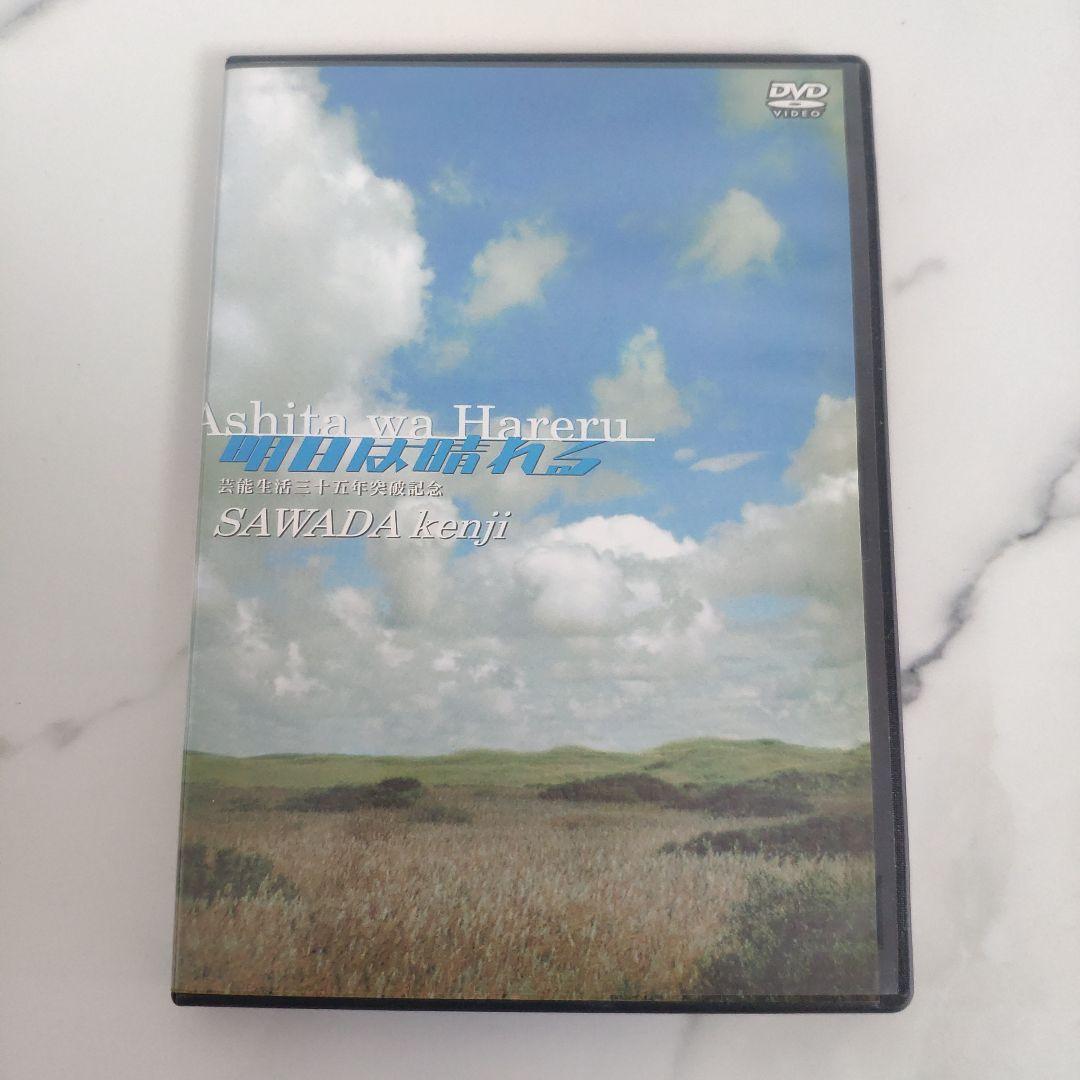 DVD
VIDEO
Ashita wa Hareru
明日は晴れる
芸能生活三十五年突破記念
SAWADA kenji